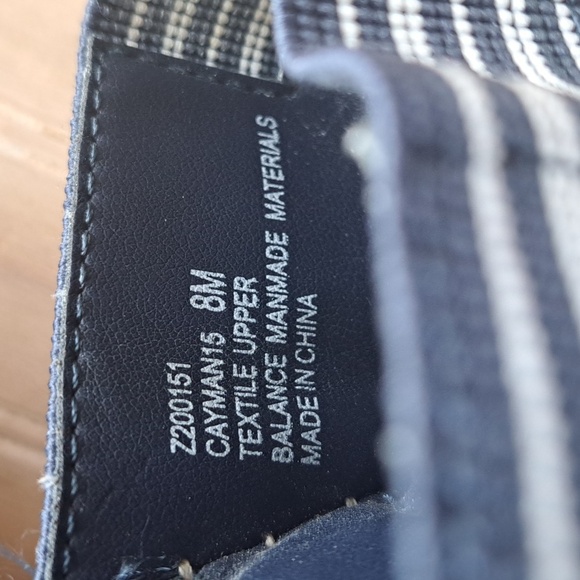 Z200151
CAYMAN15 8M
TEXTILE UPPER
BALANCE MANMADE MATERIALS
MADE IN CHINA